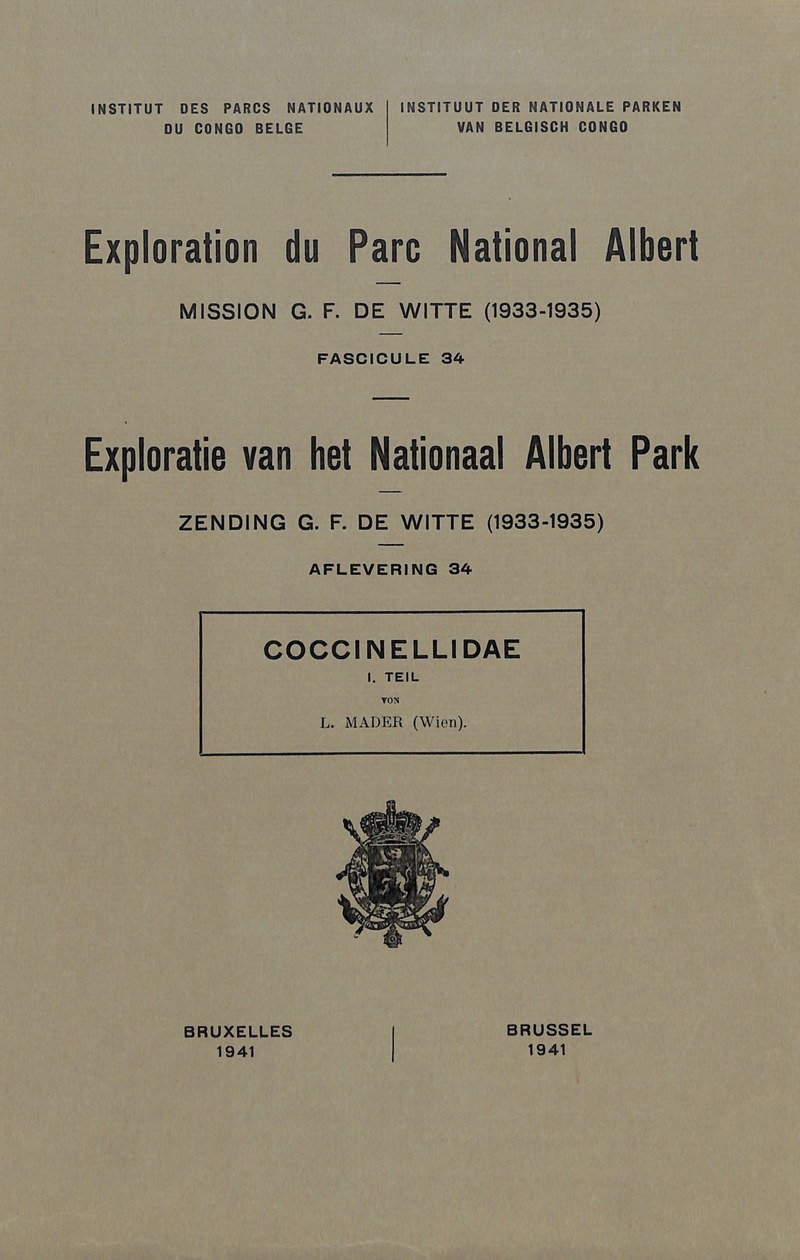 INSTITUT DES PARCS NATIONAUX
DU CONGO BELGE
INSTITUUT DER NATIONALE PARKEN
VAN BELGISCH CONGO
Exploration du Parc National Albert
MISSION G. F. DE WITTE (1933-1935)
FASCICULE 34
Exploratie van het Nationaal Albert Park
ZENDING G. F. DE WITTE (1933-1935)
AFLEVERING 34
COCCINELLIDAE
I. TEIL
VON
L. MADER (Wien).
BRUXELLES
1941
BRUSSEL
1941